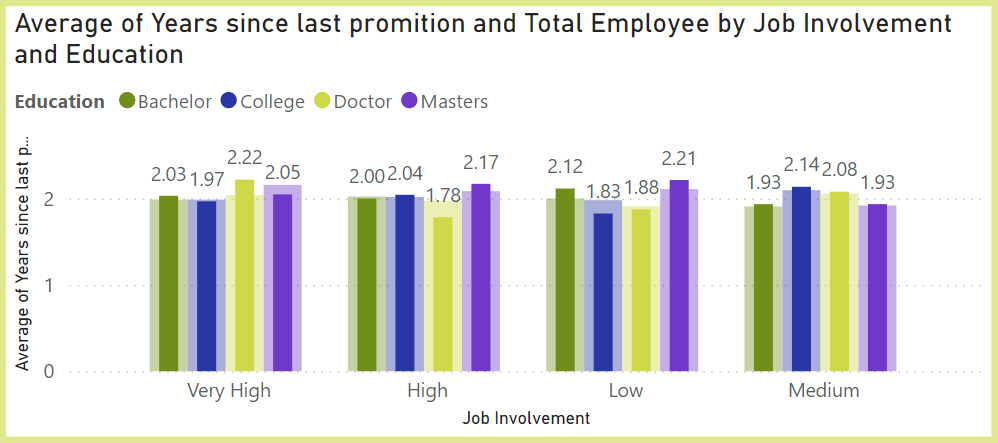 Average of Years since last promition and Total Employee by Job Involvement
and Education
Education Bachelor College Doctor Masters
Average of Years since last p...
2.03 1.97 2.22 2.05 2.00 2.04 1.78 2.17 2.12 1.83 1.88 2.21 1.93 2.14 2.08 1.93
2
1
0
Very High High Low Medium
Job Involvement